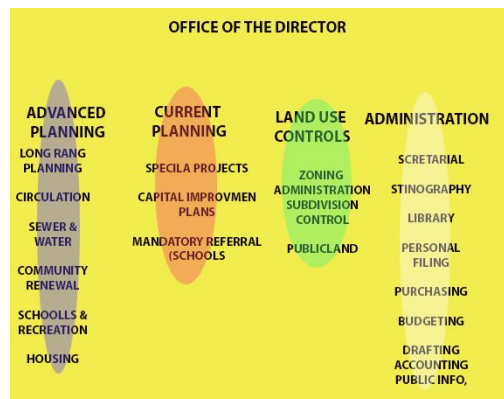 OFFICE OF THE DIRECTOR
ADVANCED
PLANNING
LONG RANG
PLANNING
CIRCULATION
SEWER &
WATER
COMMUNITY
RENEWAL
SCHOOLLS &
RECREATION
HOUSING
CURRENT
PLANNING
SPECILA PROJECTS
CAPITAL IMPROVMEN
PLANS
MANDATORY REFERRAL
(SCHOOLS
LAND USE
CONTROLS
ZONING
ADMINISTRATION
SUBDIVISION
CONTROL
PUBLICLAND
ADMINISTRATION
SCRETARIAL
STINOGRAPHY
LIBRARY
PERSONAL
FILING
PURCHASING
BUDGETING
DRAFTING
ACCOUNTING
PUBLIC INFO,